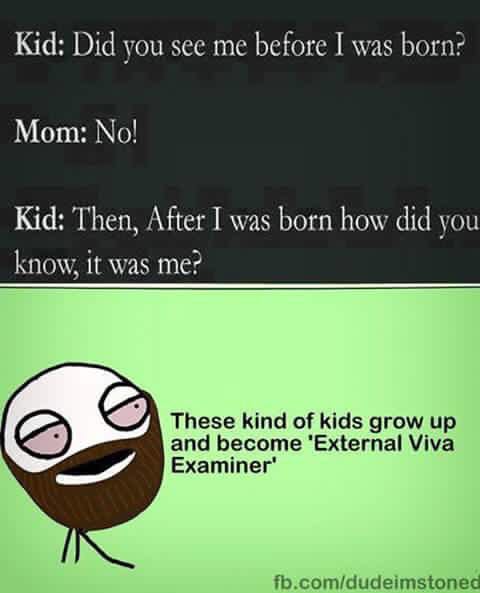 Kid: Did you see me before I was born?
Mom: No!
Kid: Then, After I was born how did you
know, it was me?
These kind of kids grow up
and become 'External Viva
Examiner'
fb.com/dudeimstoned